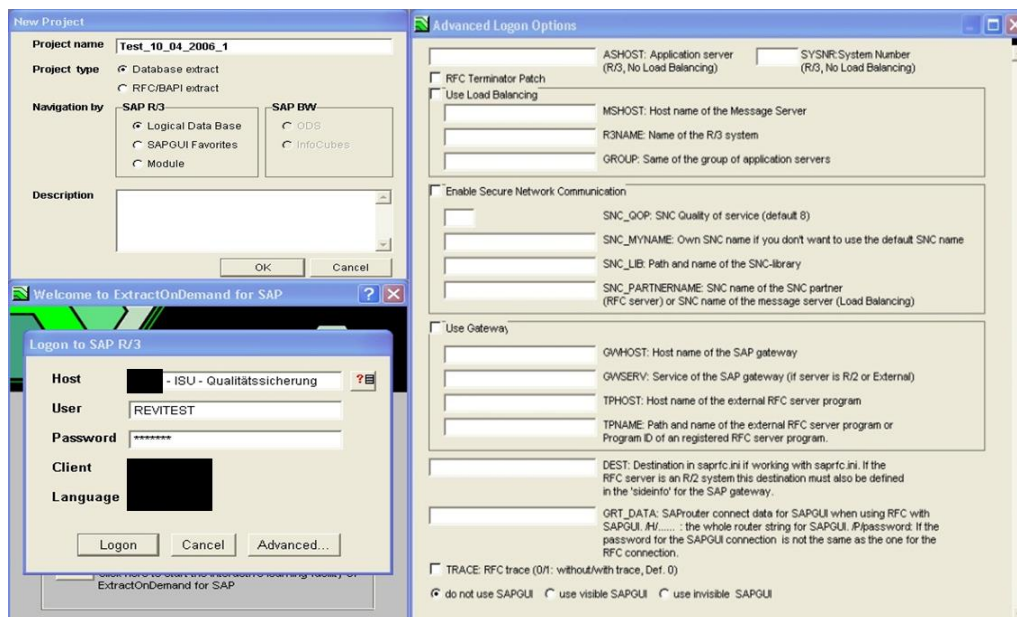 New Project
Project name Test_10_04_2006_1
Project type Database extract
RFC/BAPI extract
Navigation by SAP R/3 SAP BW
Logical Data Base ODS
SAPGUI Favorites InfoCubes
Module
Description
OK Cancel
Welcome to ExtractOnDemand for SAP
Logon to SAP R/3
Host - ISU - Qualitätssicherung
User REVITEST
Password *******
Client
Language
Logon Cancel Advanced...
click here to start the interactive learning facility of
ExtractOnDemand for SAP
Advanced Logon Options
ASHOST: Application server SYSNR:System Number
(R/3, No Load Balancing) (R/3, No Load Balancing)
RFC Terminator Patch
Use Load Balancing
MSHOST: Host name of the Message Server
R3NAME: Name of the R/3 system
GROUP: Same of the group of application servers
Enable Secure Network Communication
SNC_QOP: SNC Quality of service (default 8)
SNC_MYNAME: Own SNC name if you don't want to use the default SNC name
SNC_LIB: Path and name of the SNC-library
SNC_PARTNERNAME: SNC name of the SNC partner
(RFC server) or SNC name of the message server (Load Balancing)
Use Gateway
GWHOST: Host name of the SAP gateway
GWSERV: Service of the SAP gateway (if server is R/2 or External)
TPHOST: Host name of the external RFC server program
TPNAME: Path and name of the external RFC server program or
Program ID of an registered RFC server program.
DEST: Destination in saprfc.ini if working with saprfc.ini. If the
RFC server is an R/2 system this destination must also be defined
in the 'sideinfo' for the SAP gateway.
GRT_DATA: SAProuter connect data for SAPGUI when using RFC with
SAPGUI. /H/...... : the whole router string for SAPGUI. /P/password: If the
password for the SAPGUI connection is not the same as the one for the
RFC connection.
TRACE: RFC trace (0/1: without/with trace, Def. 0)
do not use SAPGUI use visible SAPGUI use invisible SAPGUI